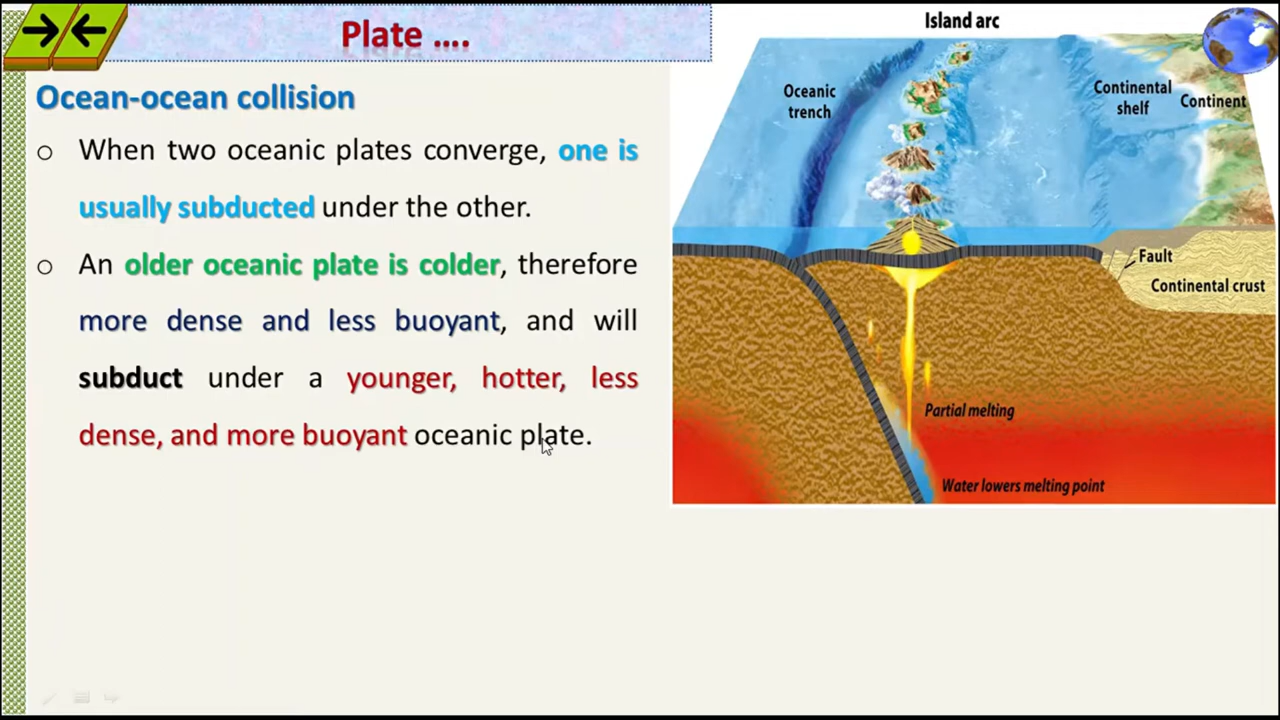 Plate ....
Ocean-ocean collision
o When two oceanic plates converge, one is
usually subducted under the other.
o An older oceanic plate is colder, therefore
more dense and less buoyant, and will
subduct under a younger, hotter, less
dense, and more buoyant oceanic plate.
Island arc
Oceanic
trench
Continental
shelf
Continent
Fault
Continental crust
Partial melting
Water lowers melting point